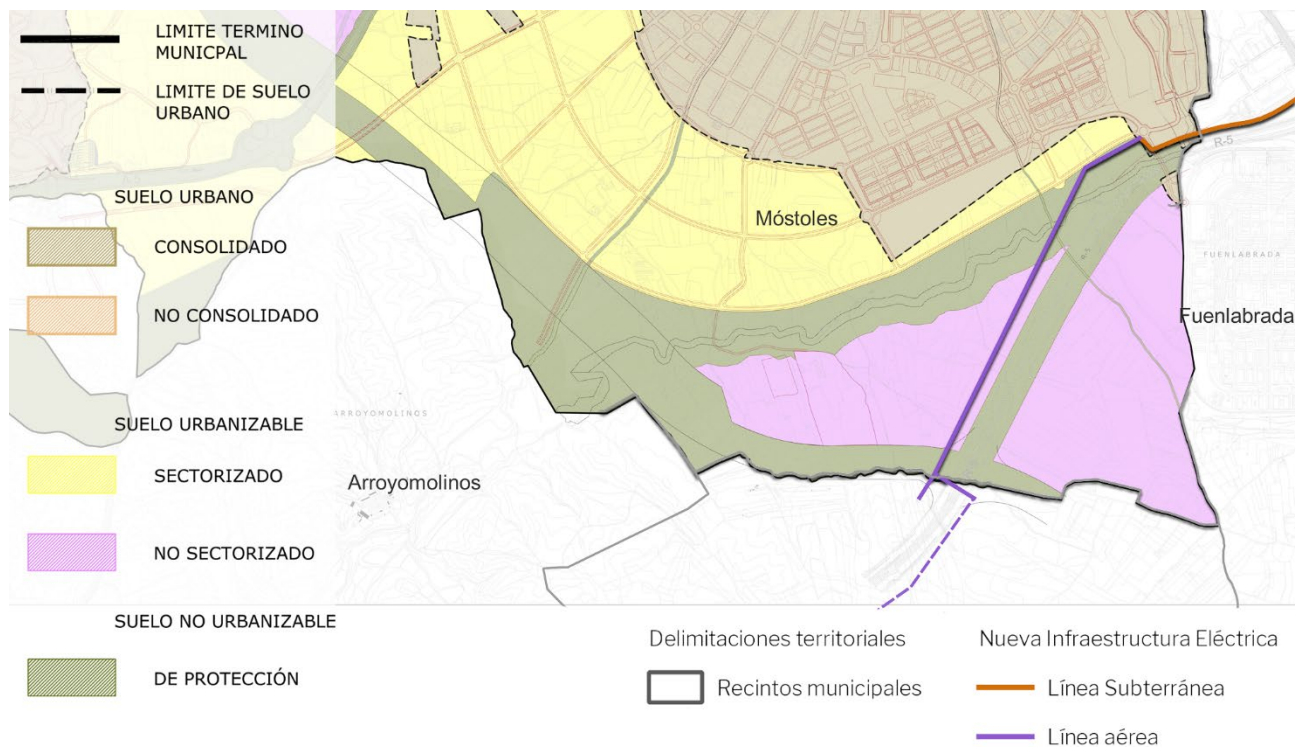 LIMITE TERMINO
MUNICPAL
LIMITE DE SUELO
URBANO
SUELO URBANO
CONSOLIDADO
NO CONSOLIDADO
SUELO URBANIZABLE
SECTORIZADO
NO SECTORIZADO
SUELO NO URBANIZABLE
DE PROTECCIÓN
R-5
Móstoles
FUENLABRADA
Fuenlabrada
ARROYOMOLINOS
Arroyomolinos
Delimitaciones territoriales
Recintos municipales
Nueva Infraestructura Eléctrica
Línea Subterránea
Línea aérea